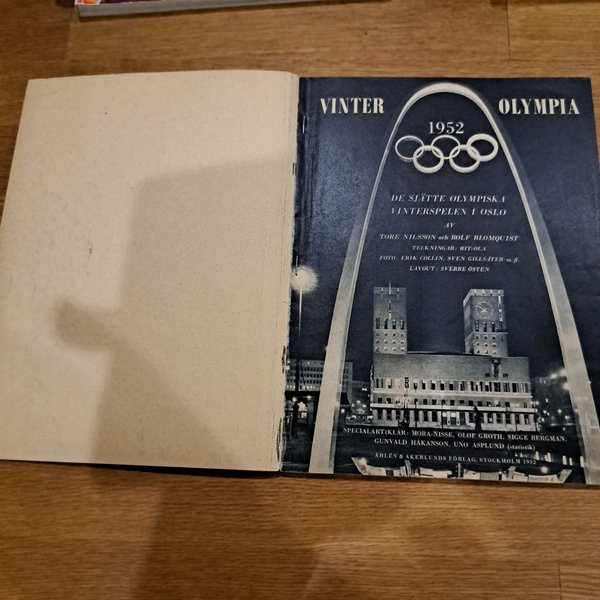 VINTER OLYMPIA
1952
DE SJÄTTE OLYMPISKA
VINTERSPELEN I OSLO
AV
TORE NILSSON och ROLF BLOMQUIST
TECKNINGAR: RIT-OLA
FOTO: ERIK COLLIN, SVEN GILLSÄTER m. fl.
LAYOUT: SVERRE ÖSTEN
SPECIALARTIKLAR: MORA-NISSE, OLOF GROTH, SIGGE BERGMAN,
GUNVALD HÅKANSON, UNO ASPLUND (statistik)
ÅHLÉN & ÅKERLUNDS FÖRLAG, STOCKHOLM 1952